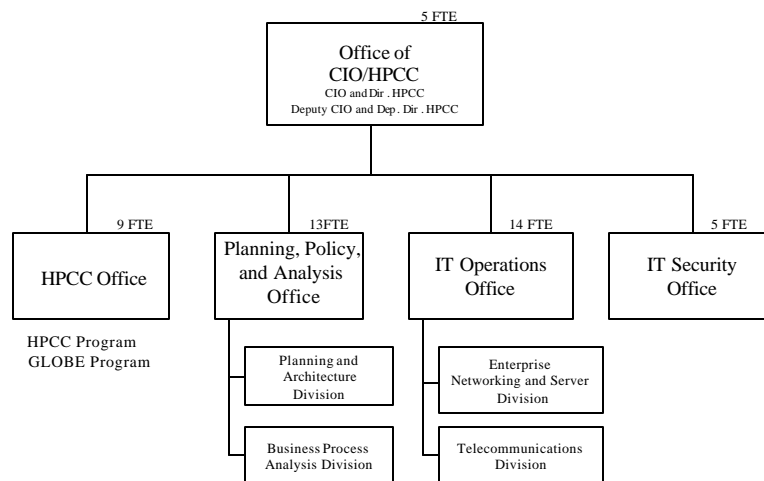 5 FTE
Office of
CIO/HPCC
CIO and Dir . HPCC
Deputy CIO and Dep. Dir . HPCC
9 FTE
HPCC Office
HPCC Program
GLOBE Program
13FTE
Planning, Policy,
and Analysis
Office
Planning and
Architecture
Division
Business Process
Analysis Division
14 FTE
IT Operations
Office
Enterprise
Networking and Server
Division
Telecommunications
Division
5 FTE
IT Security
Office